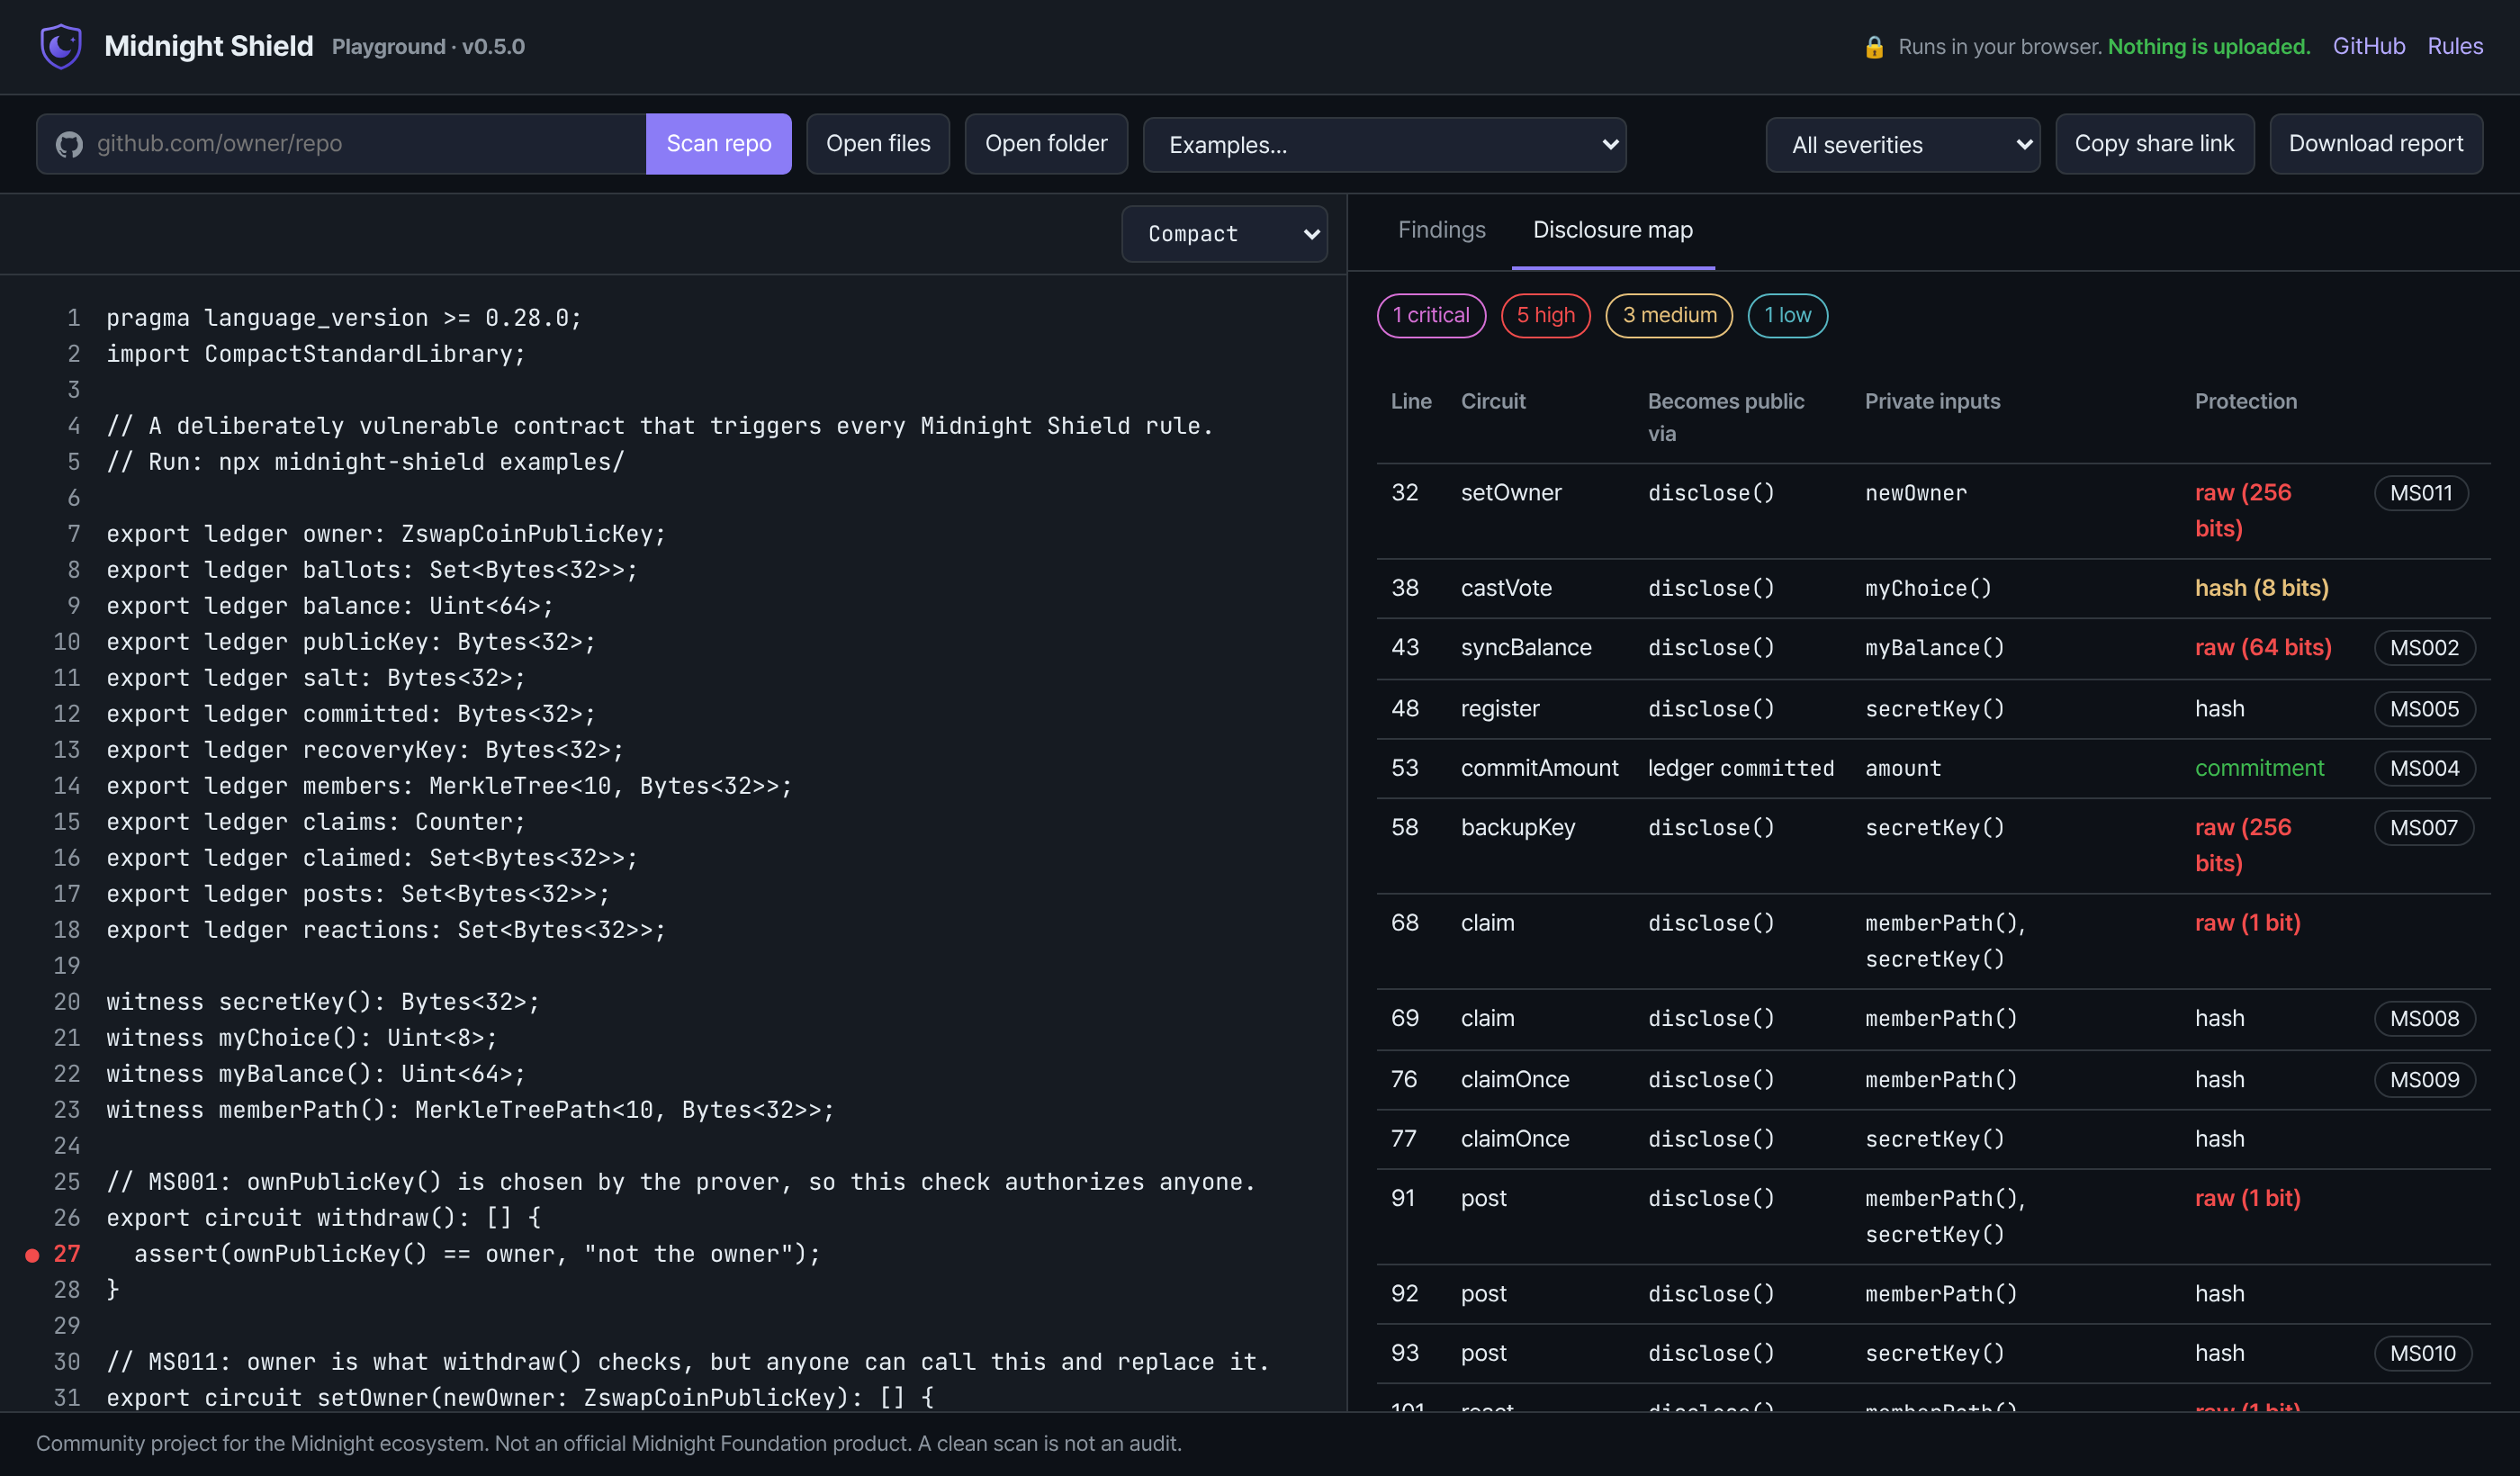 Midnight Shield Playground · v0.5.0
🔒 Runs in your browser. Nothing is uploaded. GitHub Rules
github.com/owner/repo Scan repo Open files Open folder Examples... All severities Copy share link Download report
Compact
1 pragma language_version >= 0.28.0;
2 import CompactStandardLibrary;
3
4 // A deliberately vulnerable contract that triggers every Midnight Shield rule.
5 // Run: npx midnight-shield examples/
6
7 export ledger owner: ZswapCoinPublicKey;
8 export ledger ballots: Set<Bytes<32>>;
9 export ledger balance: Uint<64>;
10 export ledger publicKey: Bytes<32>;
11 export ledger salt: Bytes<32>;
12 export ledger committed: Bytes<32>;
13 export ledger recoveryKey: Bytes<32>;
14 export ledger members: MerkleTree<10, Bytes<32>>;
15 export ledger claims: Counter;
16 export ledger claimed: Set<Bytes<32>>;
17 export ledger posts: Set<Bytes<32>>;
18 export ledger reactions: Set<Bytes<32>>;
19
20 witness secretKey(): Bytes<32>;
21 witness myChoice(): Uint<8>;
22 witness myBalance(): Uint<64>;
23 witness memberPath(): MerkleTreePath<10, Bytes<32>>;
24
25 // MS001: ownPublicKey() is chosen by the prover, so this check authorizes anyone.
26 export circuit withdraw(): [] {
27   assert(ownPublicKey() == owner, "not the owner");
28 }
29
30 // MS011: owner is what withdraw() checks, but anyone can call this and replace it.
31 export circuit setOwner(newOwner: ZswapCoinPublicKey): [] {
Findings Disclosure map
1 critical 5 high 3 medium 1 low
Line Circuit Becomes public via Private inputs Protection
32 setOwner disclose() newOwner raw (256 bits) MS011
38 castVote disclose() myChoice() hash (8 bits)
43 syncBalance disclose() myBalance() raw (64 bits) MS002
48 register disclose() secretKey() hash MS005
53 commitAmount ledger committed amount commitment MS004
58 backupKey disclose() secretKey() raw (256 bits) MS007
68 claim disclose() memberPath(), secretKey() raw (1 bit)
69 claim disclose() memberPath() hash MS008
76 claimOnce disclose() memberPath() hash MS009
77 claimOnce disclose() secretKey() hash
91 post disclose() memberPath(), secretKey() raw (1 bit)
92 post disclose() memberPath() hash
93 post disclose() secretKey() hash MS010
101 react disclose() memberPath() raw (1 bit)
Community project for the Midnight ecosystem. Not an official Midnight Foundation product. A clean scan is not an audit.